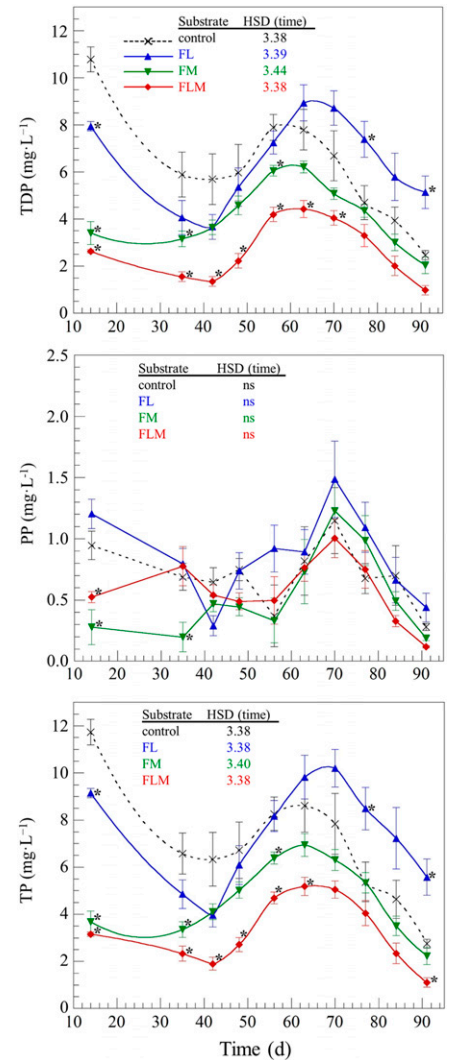 Substrate HSD (time)
control 3.38
FL 3.39
FM 3.44
FLM 3.38
TDP (mg·L-1)
12
10
8
6
4
2
0
10 20 30 40 50 60 70 80 90
Substrate HSD (time)
control ns
FL ns
FM ns
FLM ns
PP (mg·L-1)
2.5
2.0
1.5
1.0
0.5
0.0
10 20 30 40 50 60 70 80 90
Substrate HSD (time)
control 3.38
FL 3.38
FM 3.40
FLM 3.38
TP (mg·L-1)
12
10
8
6
4
2
0
10 20 30 40 50 60 70 80 90
Time (d)